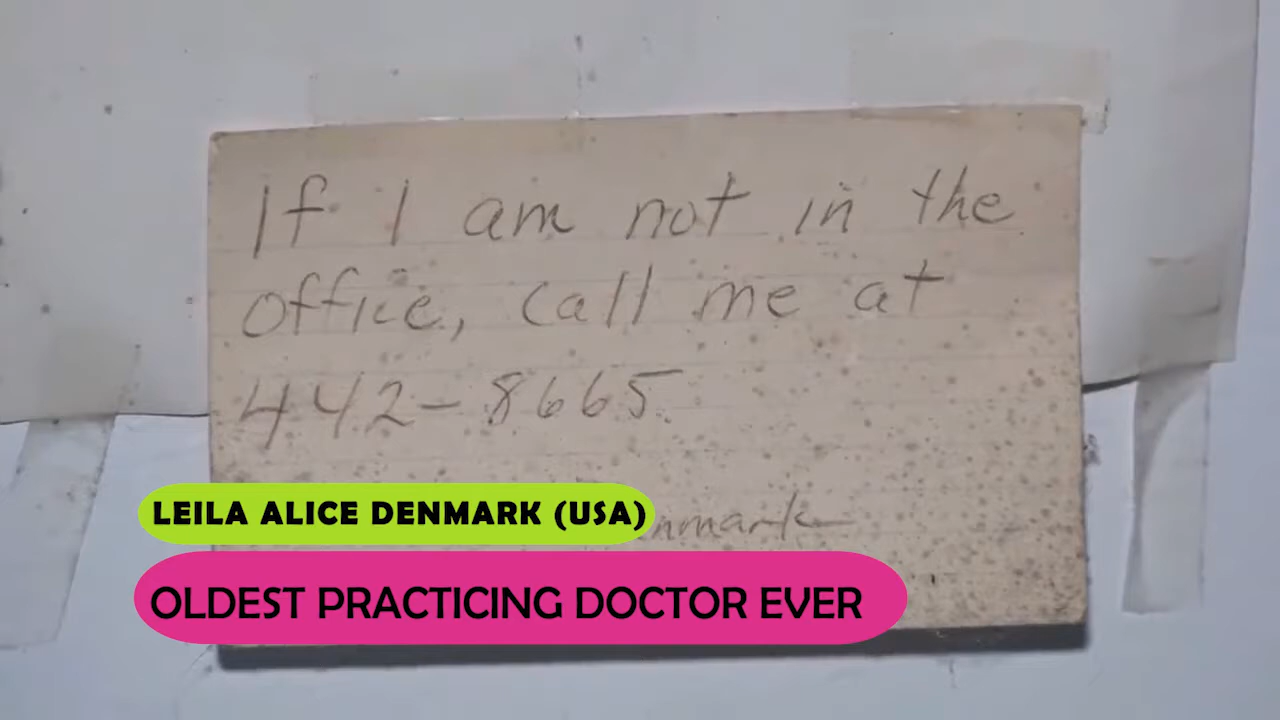 If I am not in the
office, call me at
442-8665
nmark
LEILA ALICE DENMARK (USA)
OLDEST PRACTICING DOCTOR EVER